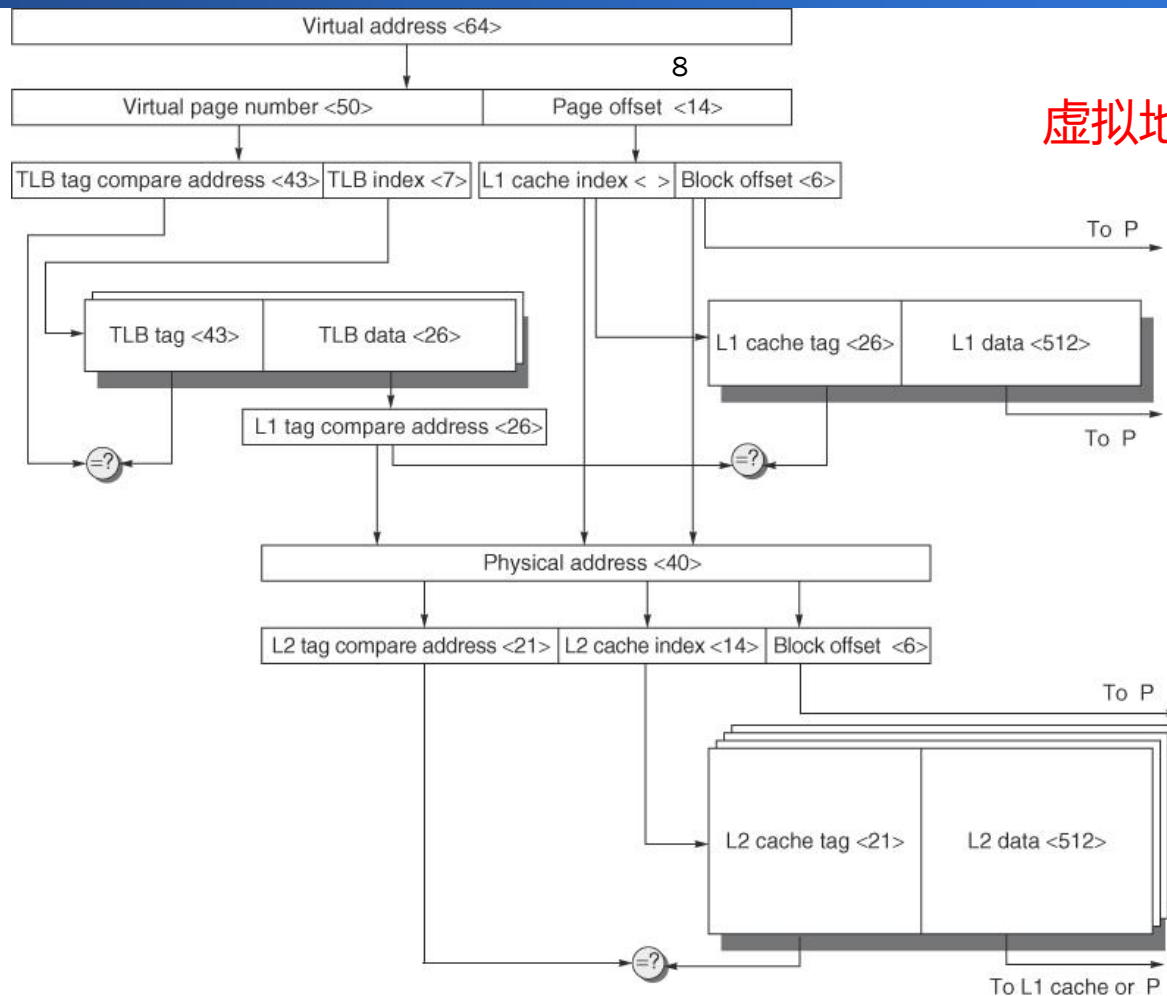 Virtual address <64>
8
Virtual page number <50> Page offset <14>
虚拟地
TLB tag compare address <43> TLB index <7> L1 cache index < > Block offset <6>
To P
TLB tag <43> TLB data <26>
L1 cache tag <26> L1 data <512>
L1 tag compare address <26>
To P
=?
=?
Physical address <40>
L2 tag compare address <21> L2 cache index <14> Block offset <6>
To P
L2 cache tag <21> L2 data <512>
=?
To L1 cache or P